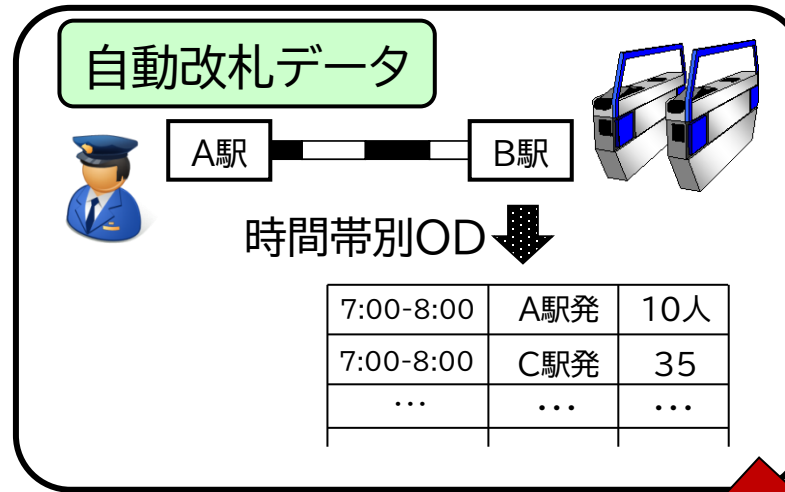 自動改札データ
A駅 B駅
時間帯別OD
7:00-8:00 A駅発 10人
7:00-8:00 C駅発 35
… … …